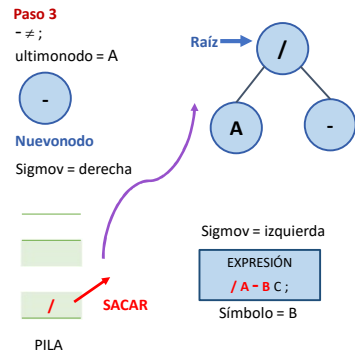 Paso 3
- ≠ ;
ultimonodo = A
-
Nuevonodo
Sigmov = derecha
Raíz
/
A
-
/
SACAR
PILA
Sigmov = izquierda
EXPRESIÓN
/ A - B C ;
Símbolo = B